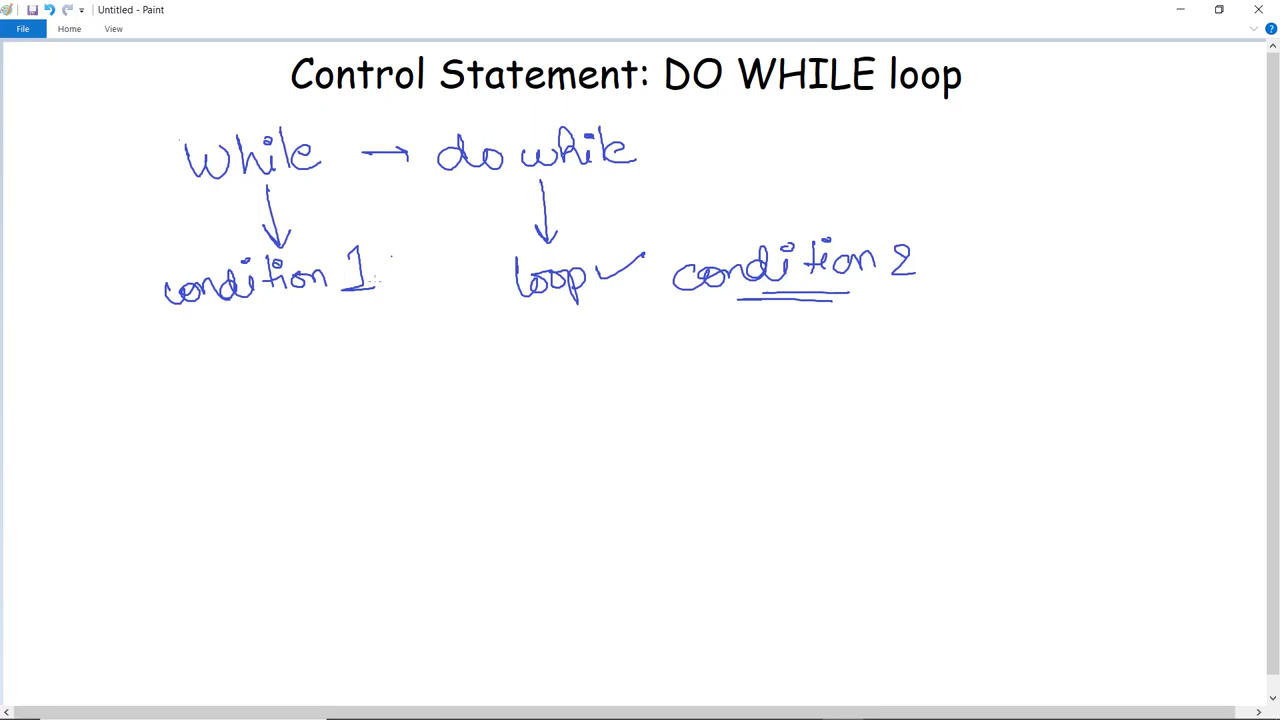 Untitled - Paint
File Home View
Control Statement: DO WHILE loop
While → do while
condition 1 loop ✓ condition 2